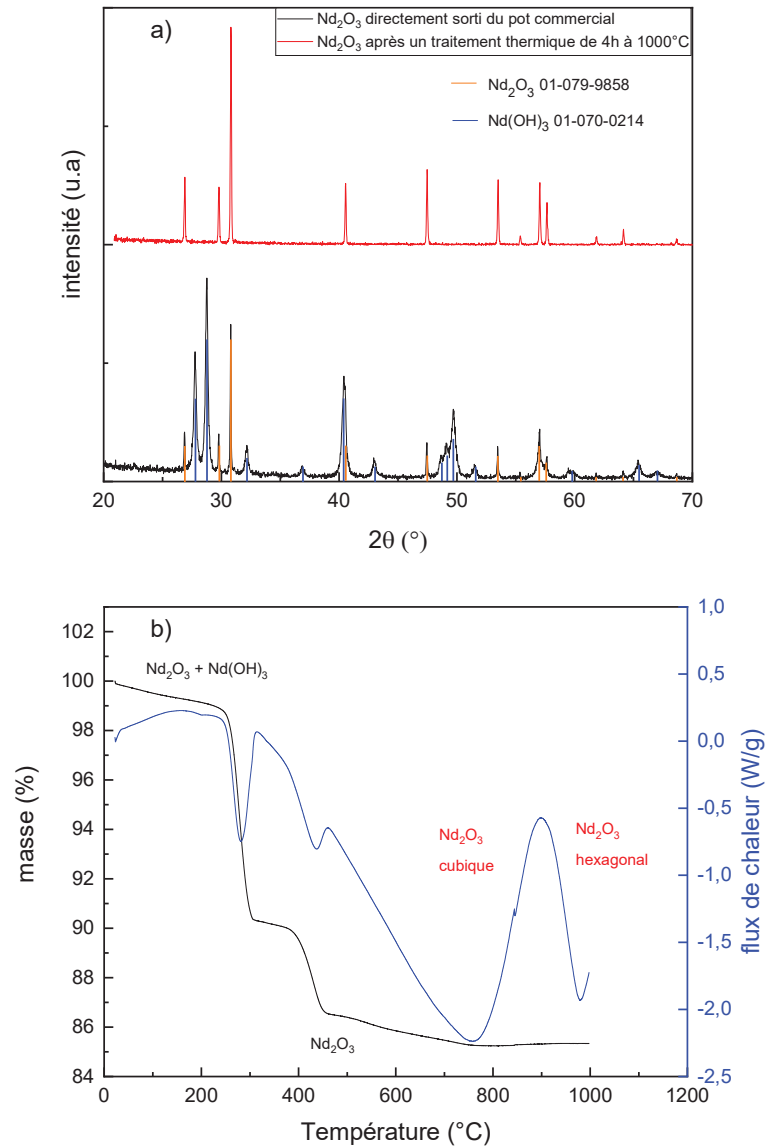 a)
Nd2O3 directement sorti du pot commercial
Nd2O3 après un traitement thermique de 4h à 1000°C
Nd2O3 01-079-9858
Nd(OH)3 01-070-0214
intensité (u.a)
20 30 40 50 60 70
2θ (°)
b)
Nd2O3 + Nd(OH)3
Nd2O3
cubique
Nd2O3
hexagonal
Nd2O3
masse (%)
102
100
98
96
94
92
90
88
86
84
flux de chaleur (W/g)
1,0
0,5
0,0
-0,5
-1,0
-1,5
-2,0
-2,5
0 200 400 600 800 1000 1200
Température (°C)